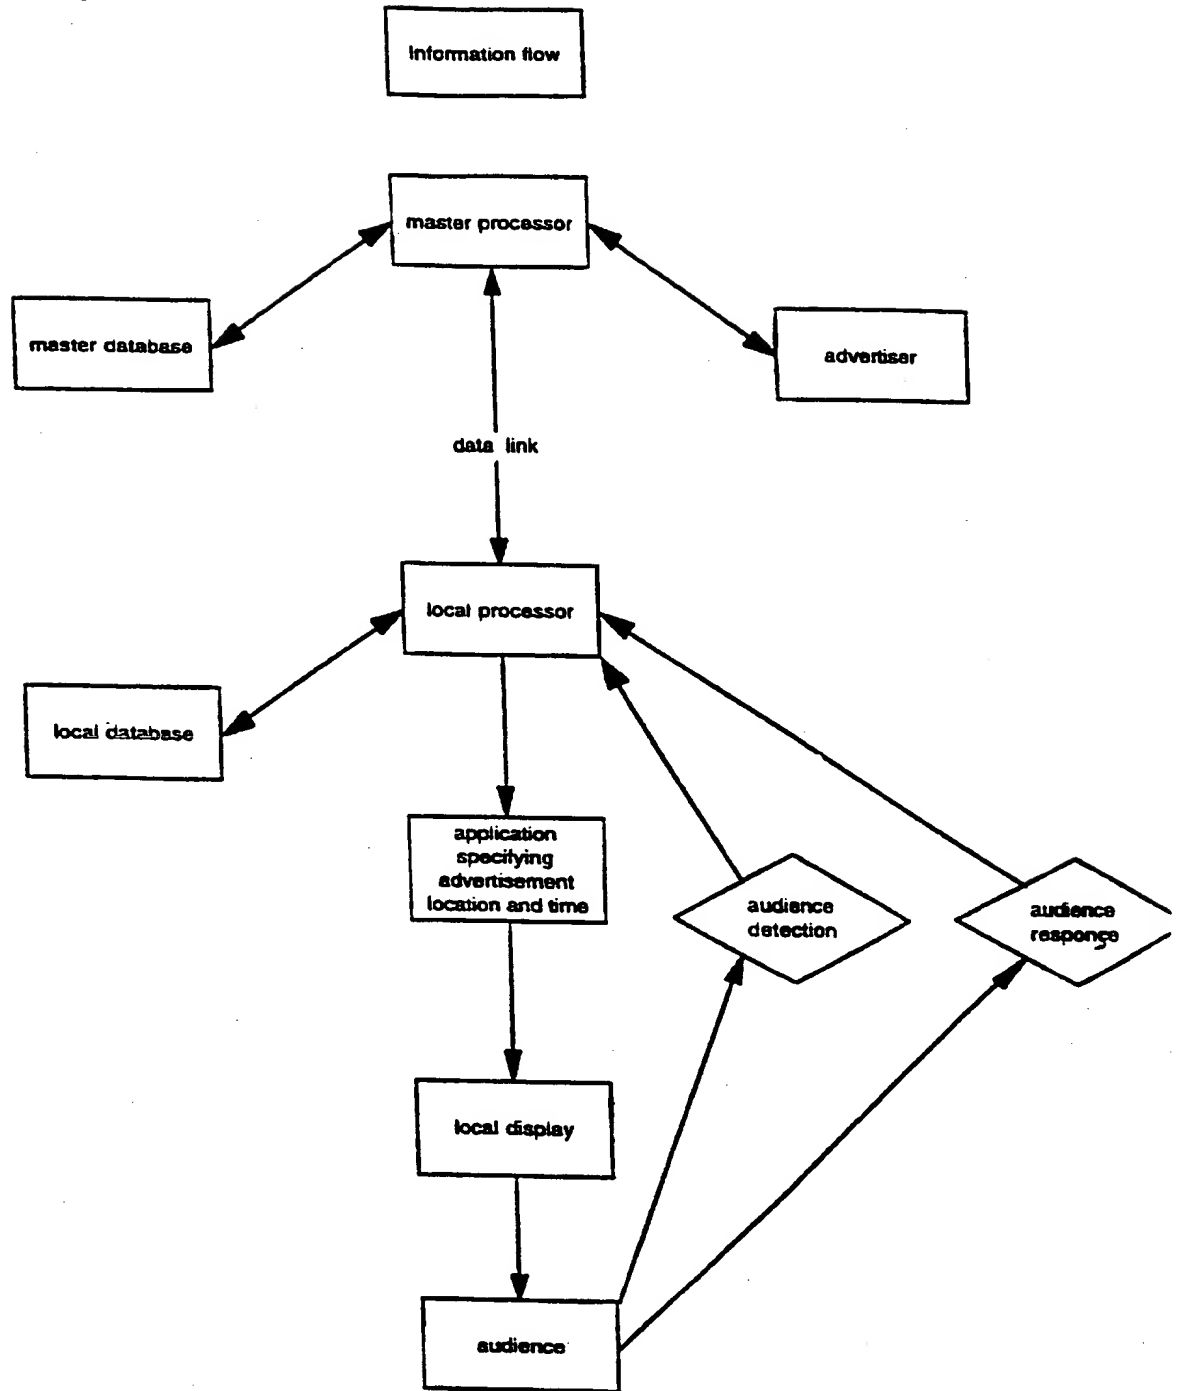 Information flow
master processor
master database
advertiser
data link
local processor
local database
application
specifying
advertisement
location and time
audience
detection
audience
responce
local display
audience